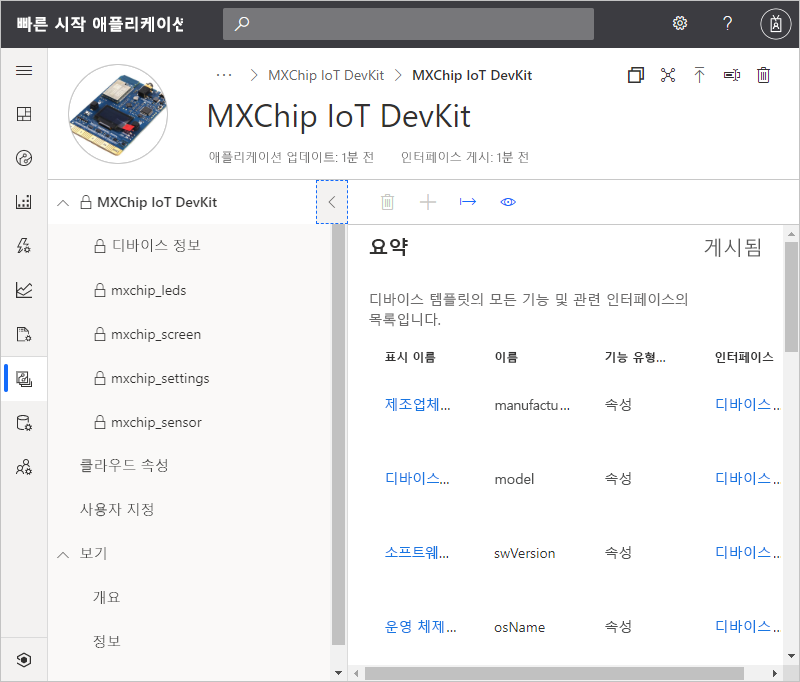 빠른 시작 애플리케이션
?
··· > MXChip IoT DevKit > MXChip IoT DevKit
MXChip IoT DevKit
애플리케이션 업데이트: 1분 전 인터페이스 게시: 1분 전
MXChip IoT DevKit
디바이스 정보
mxchip_leds
mxchip_screen
mxchip_settings
mxchip_sensor
클라우드 속성
사용자 지정
보기
개요
정보
요약 게시됨
디바이스 템플릿의 모든 기능 및 관련 인터페이스의
목록입니다.
표시 이름 이름 기능 유형... 인터페이스
제조업체... manufactu... 속성 디바이스...
디바이스... model 속성 디바이스...
소프트웨... swVersion 속성 디바이스...
운영 체제... osName 속성 디바이스...